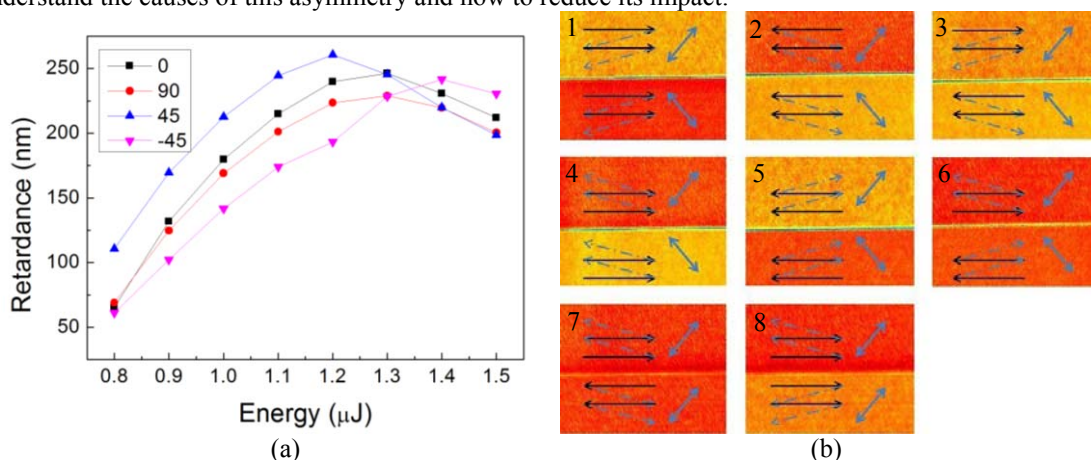 understand the causes of this asymmetry and how to reduce its impact.
0
90
45
-45
250
200
150
100
50
Retardance (nm)
0.8 0.9 1.0 1.1 1.2 1.3 1.4 1.5
Energy (μJ)
(a)
1 2 3
4 5 6
7 8
(b)